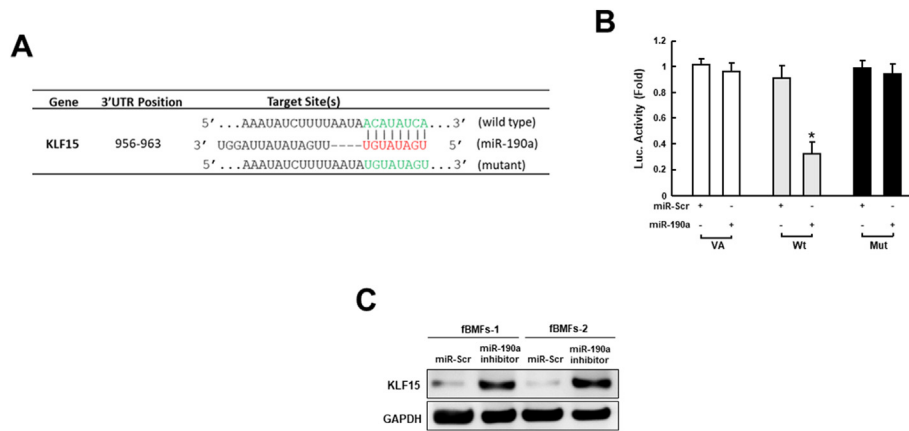 A
Gene 3'UTR Position Target Site(s)
5' ...AAAUAUCUUUUAAUAACAUAUCA...3' (wild type)
KLF15 956-963 3' UGGAUUAUAUAGUU----UGUAUAGU 5' (miR-190a)
5' ...AAAUAUCUUUUAAUAUGUAUAGU...3' (mutant)
B
Luc. Activity (Fold)
1.2
1
0.8
0.6
0.4
0.2
0
*
miR-Scr + - + - + -
miR-190a - + - + - +
VA Wt Mut
C
fBMFs-1 fBMFs-2
miR-Scr miR-190a inhibitor miR-Scr miR-190a inhibitor
KLF15
GAPDH